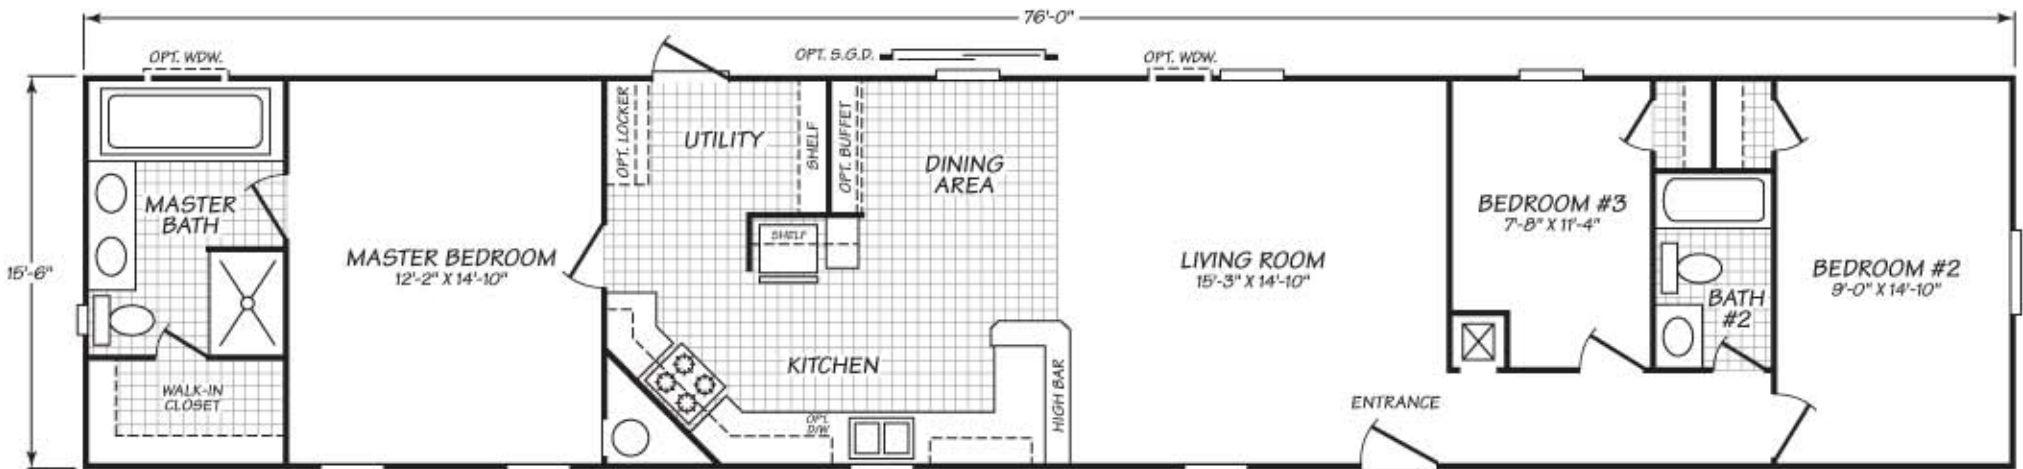 76'-0"
OPT. WDW.
OPT. S.G.D.
OPT. WDW.
15'-6"
MASTER
BATH
WALK-IN
CLOSET
MASTER BEDROOM
12'-2" X 14'-10"
OPT. LOCKER
UTILITY
SHELF
OPT. BUFFET
SHELF
DINING
AREA
KITCHEN
OPT.
D/W
HIGH BAR
LIVING ROOM
15'-3" X 14'-10"
ENTRANCE
BEDROOM #3
7'-8" X 11'-4"
BATH
#2
BEDROOM #2
9'-0" X 14'-10"